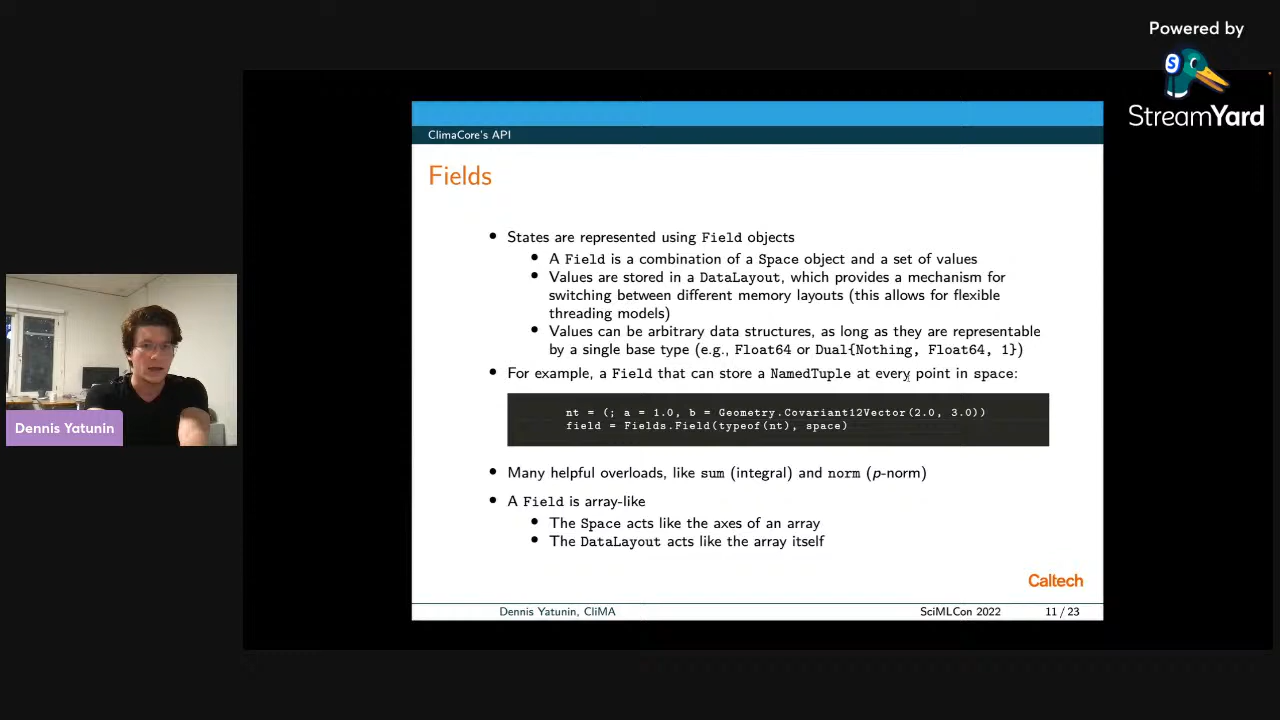 Powered by
S
StreamYard
ClimaCore's API
Fields
• States are represented using Field objects
• A Field is a combination of a Space object and a set of values
• Values are stored in a DataLayout, which provides a mechanism for
switching between different memory layouts (this allows for flexible
threading models)
• Values can be arbitrary data structures, as long as they are representable
by a single base type (e.g., Float64 or Dual{Nothing, Float64, 1})
• For example, a Field that can store a NamedTuple at every point in space:
nt = (; a = 1.0, b = Geometry.Covariant12Vector(2.0, 3.0))
field = Fields.Field(typeof(nt), space)
• Many helpful overloads, like sum (integral) and norm (p-norm)
• A Field is array-like
• The Space acts like the axes of an array
• The DataLayout acts like the array itself
Caltech
Dennis Yatunin, CliMA
SciMLCon 2022
11 / 23
Dennis Yatunin